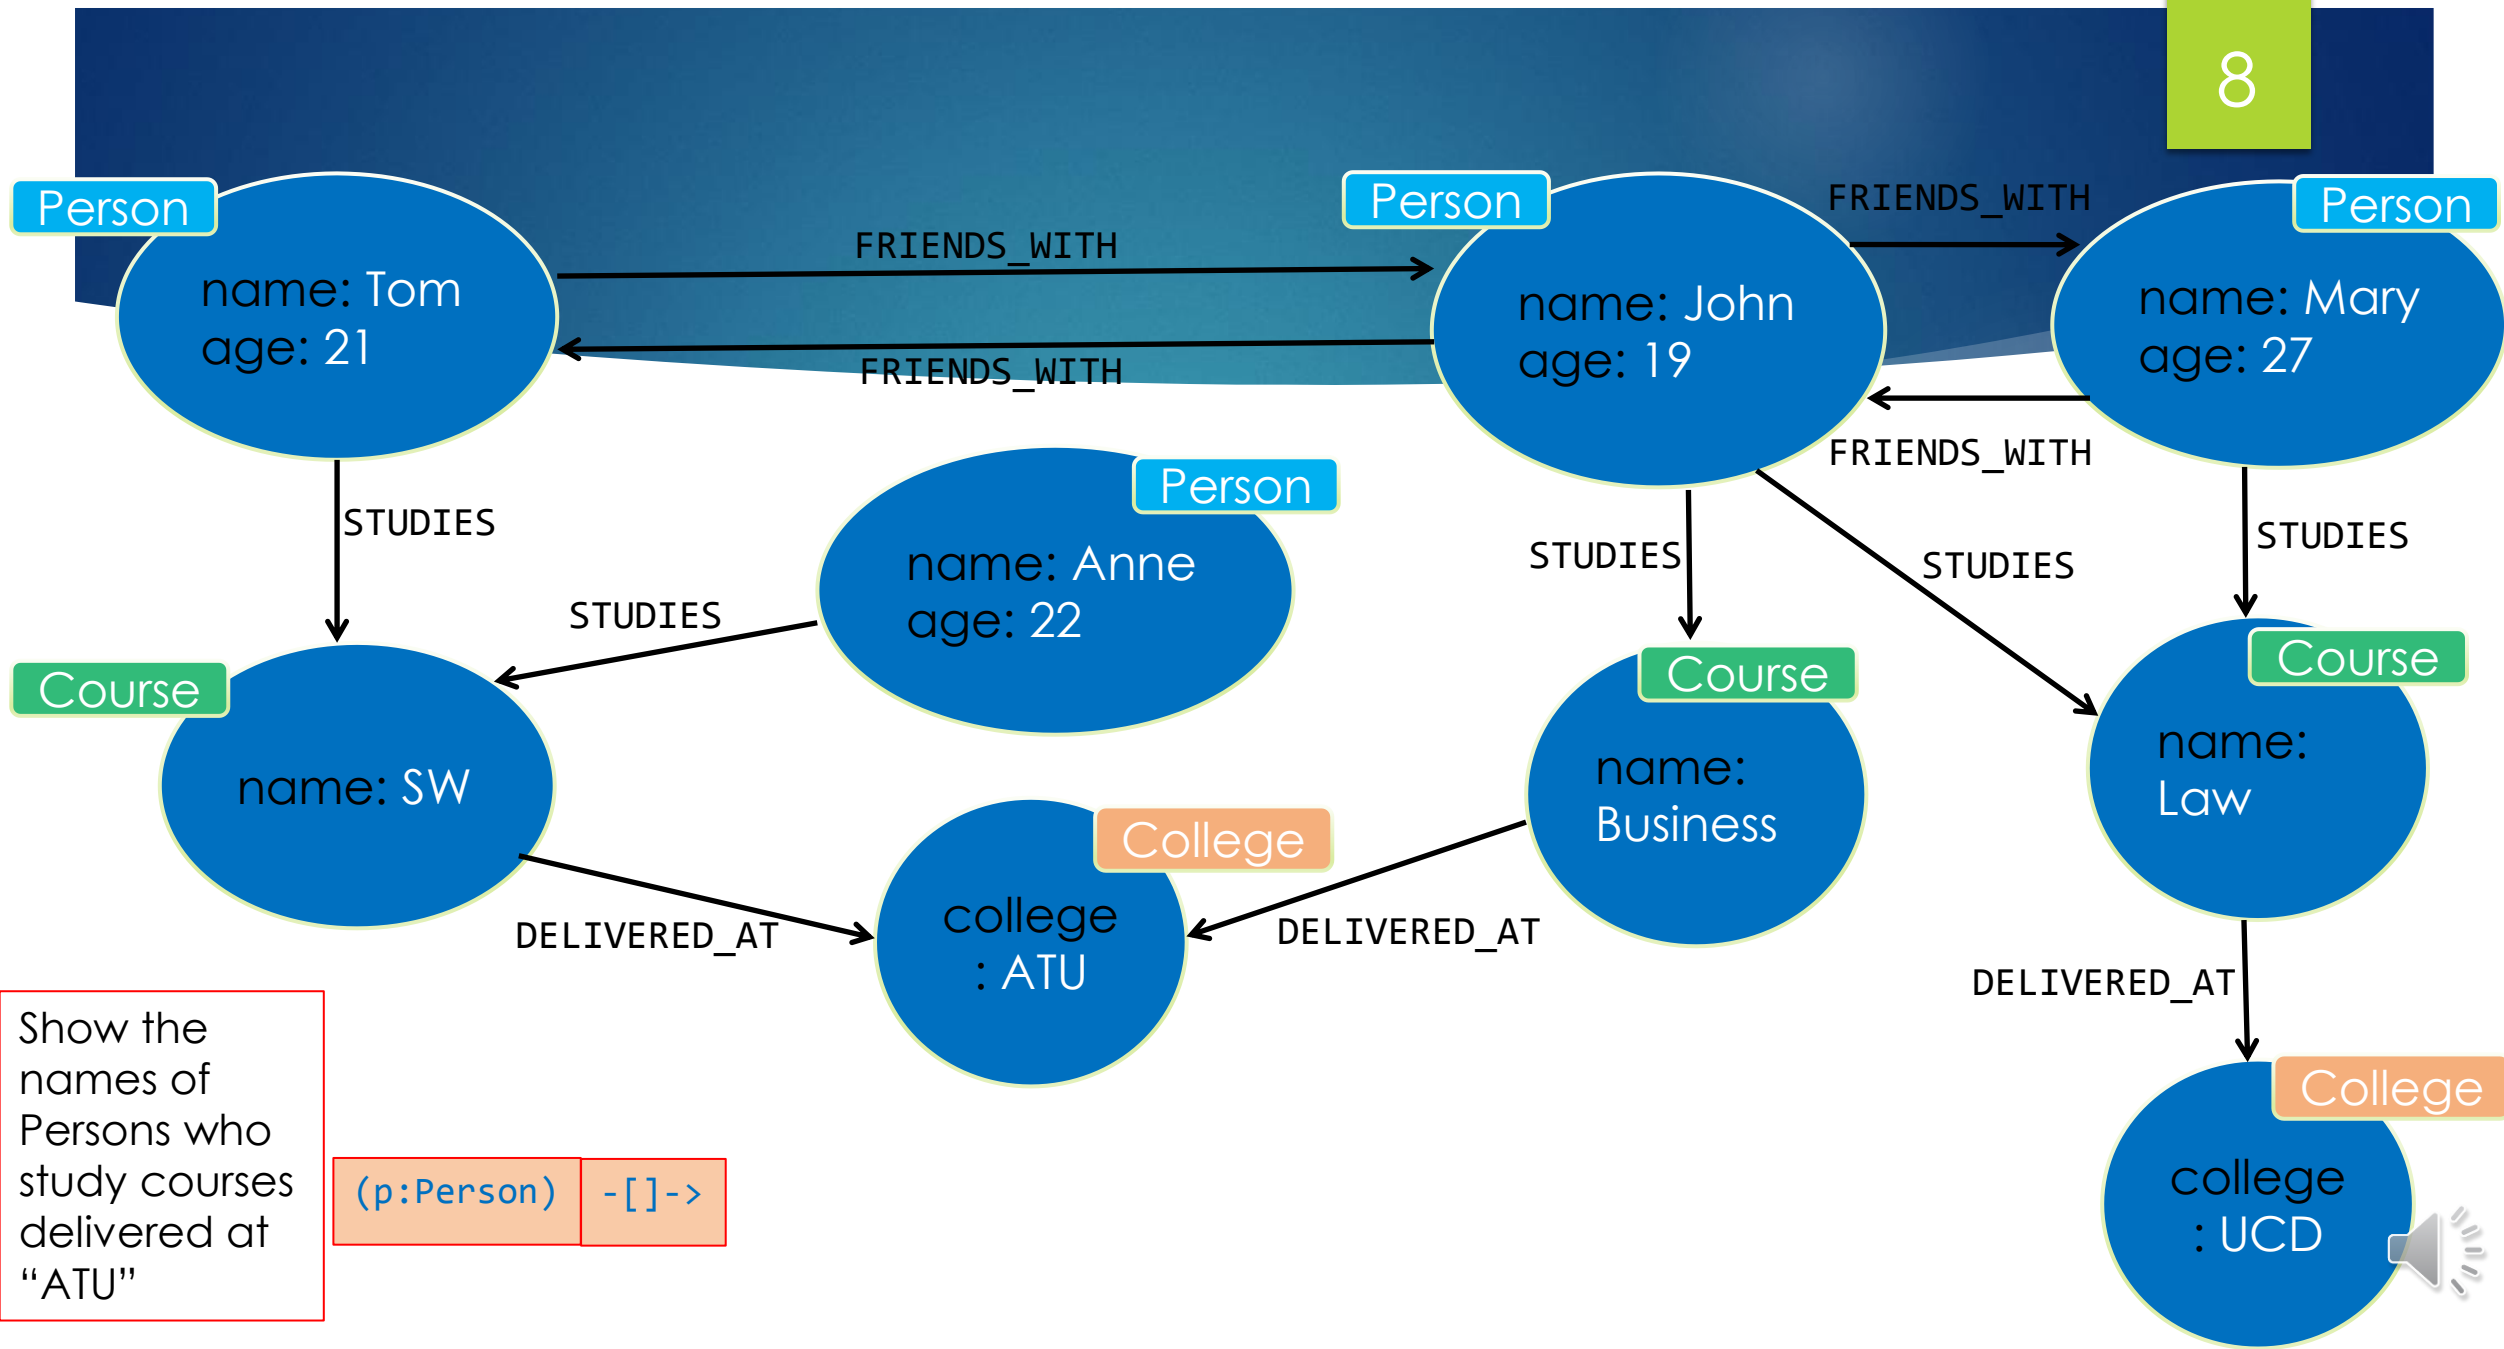 8
Person
name: Tom
age: 21
FRIENDS_WITH
FRIENDS_WITH
Person
name: John
age: 19
FRIENDS_WITH
FRIENDS_WITH
Person
name: Mary
age: 27
STUDIES
STUDIES
Person
name: Anne
age: 22
STUDIES
STUDIES
STUDIES
Course
name: SW
Course
name:
Business
Course
name:
Law
DELIVERED_AT
College
college
: ATU
DELIVERED_AT
DELIVERED_AT
College
college
: UCD
Show the
names of
Persons who
study courses
delivered at
“ATU”
(p:Person)
-[]->